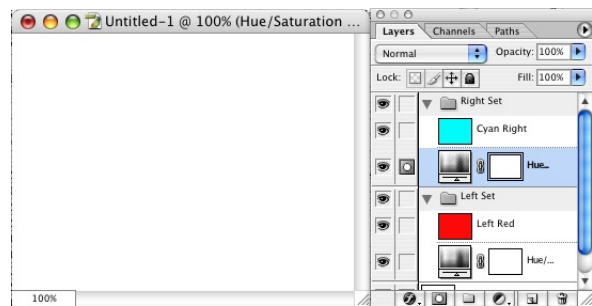 Untitled-1 @ 100% (Hue/Saturation ...
100%
Layers Channels Paths
Normal Opacity: 100%
Lock: Fill: 100%
Right Set
Cyan Right
Hue...
Left Set
Left Red
Hue/...